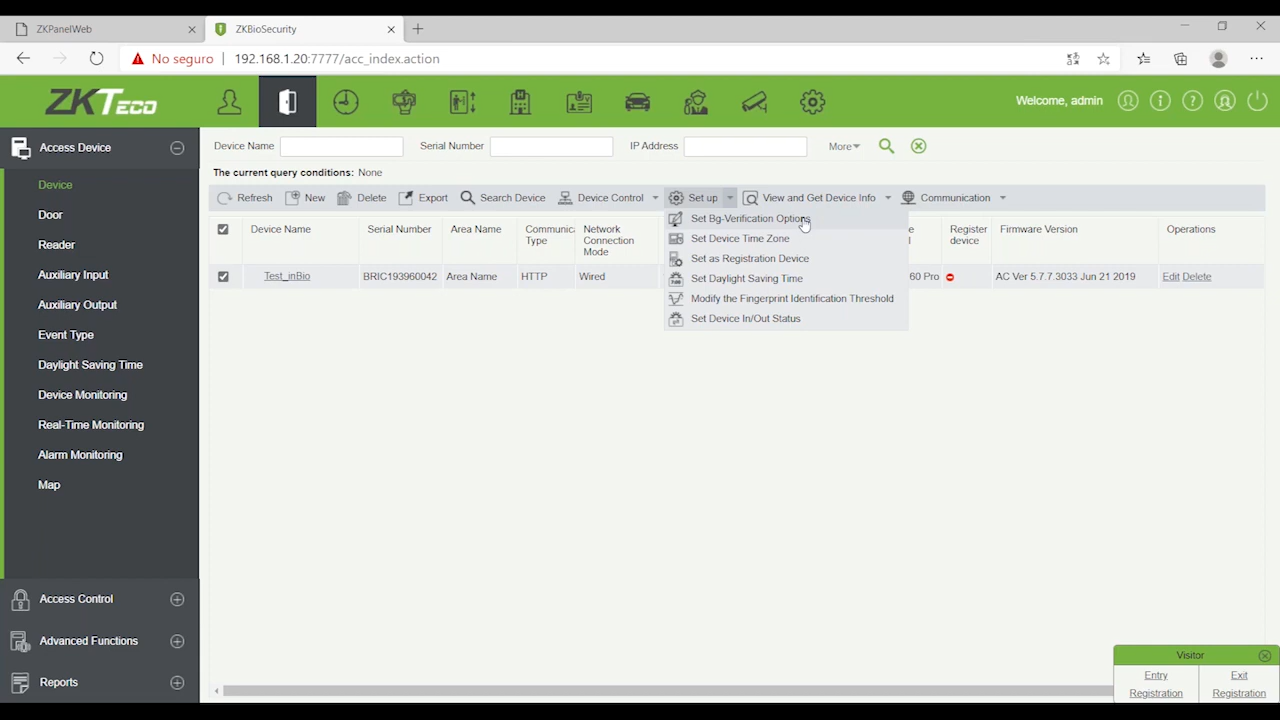 ZKPanelWeb
ZKBioSecurity
No seguro
192.168.1.20:7777/acc_index.action
ZKTeco
Welcome, admin
Access Device
Device
Door
Reader
Auxiliary Input
Auxiliary Output
Event Type
Daylight Saving Time
Device Monitoring
Real-Time Monitoring
Alarm Monitoring
Map
Access Control
Advanced Functions
Reports
Device Name
Serial Number
IP Address
More
The current query conditions: None
Refresh New Delete Export Search Device Device Control Set up View and Get Device Info Communication
Set Bg-Verification Options
Set Device Time Zone
Set as Registration Device
Set Daylight Saving Time
Modify the Fingerprint Identification Threshold
Set Device In/Out Status
Device Name Serial Number Area Name Communica Type Network Connection Mode Register device Firmware Version Operations
Test_inBio BRIC193960042 Area Name HTTP Wired 60 Pro AC Ver 5.7.7.3033 Jun 21 2019 Edit Delete
Visitor
Entry Registration
Exit Registration